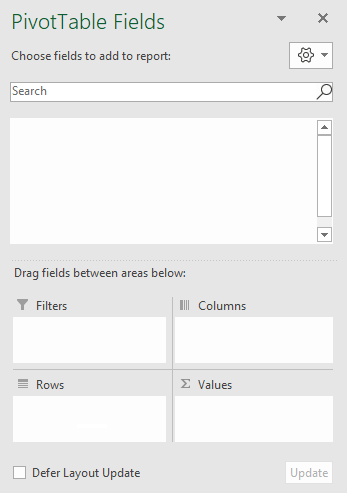 PivotTable Fields
Choose fields to add to report:
Search
Drag fields between areas below:
Filters
Columns
Rows
Σ Values
Defer Layout Update
Update